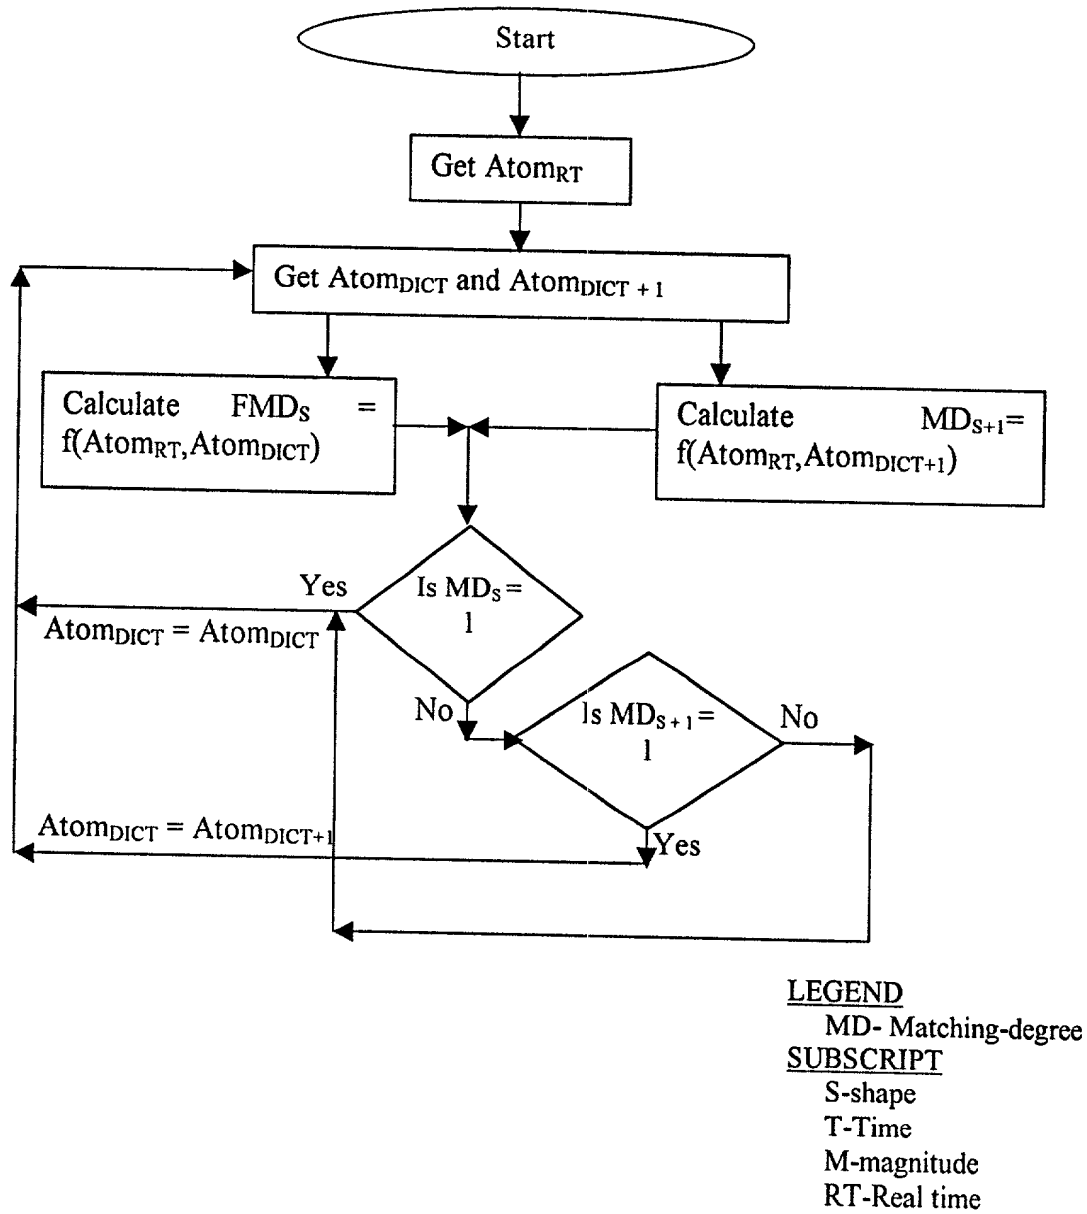 Start
Get AtomRT
Get AtomDICT and AtomDICT + 1
Calculate FMDS =
f(AtomRT,AtomDICT)
Calculate MDS+1=
f(AtomRT,AtomDICT+1)
Yes
Is MDS =
1
AtomDICT = AtomDICT
No
Is MDS + 1 =
1
No
AtomDICT = AtomDICT+1
Yes
LEGEND
MD- Matching-degree
SUBSCRIPT
S-shape
T-Time
M-magnitude
RT-Real time